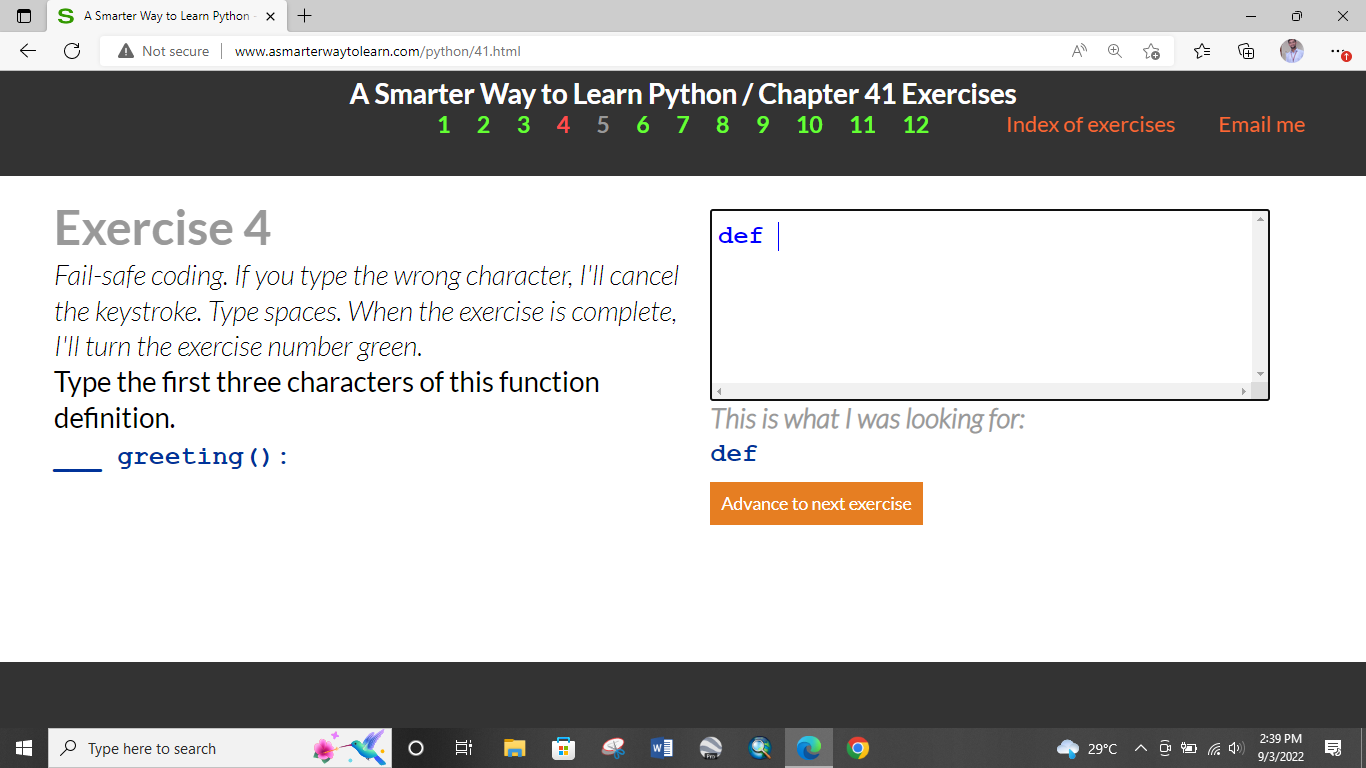 A Smarter Way to Learn Python -
Not secure
www.asmarterwaytolearn.com/python/41.html
A Smarter Way to Learn Python / Chapter 41 Exercises
1 2 3 4 5 6 7 8 9 10 11 12 Index of exercises Email me
Exercise 4
Fail-safe coding. If you type the wrong character, I'll cancel
the keystroke. Type spaces. When the exercise is complete,
I'll turn the exercise number green.
Type the first three characters of this function
definition.
___ greeting():
def
This is what I was looking for:
def
Advance to next exercise
Type here to search
29°C
2:39 PM
9/3/2022